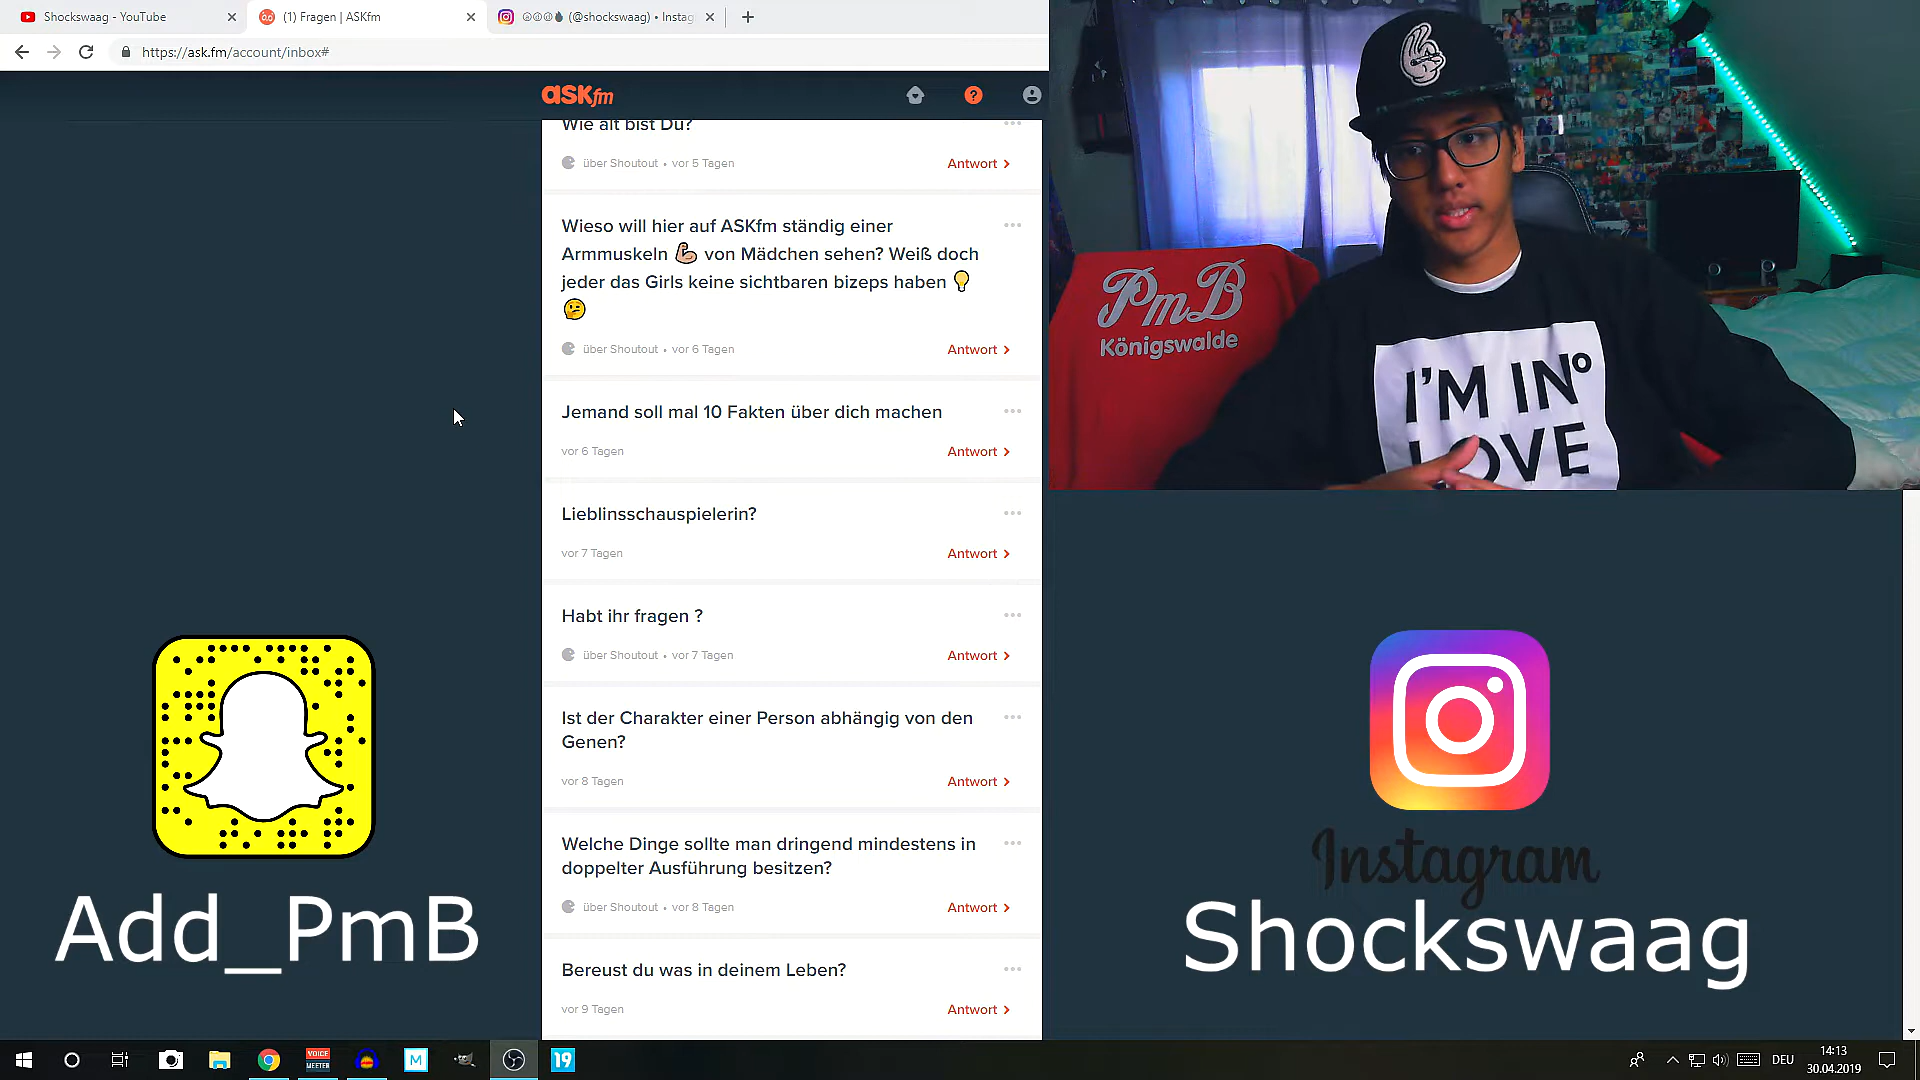 Shockswaag - YouTube
(1) Fragen | ASKfm
(@shockswaag) • Instag
https://ask.fm/account/inbox#
ASKfm
Wie alt bist Du?
über Shoutout • vor 5 Tagen
Antwort
Wieso will hier auf ASKfm ständig einer
Armmuskeln 💪 von Mädchen sehen? Weiß doch
jeder das Girls keine sichtbaren bizeps haben 💡
🤔
über Shoutout • vor 6 Tagen
Antwort
Jemand soll mal 10 Fakten über dich machen
vor 6 Tagen
Antwort
Lieblinsschauspielerin?
vor 7 Tagen
Antwort
Habt ihr fragen ?
über Shoutout • vor 7 Tagen
Antwort
Ist der Charakter einer Person abhängig von den
Genen?
vor 8 Tagen
Antwort
Welche Dinge sollte man dringend mindestens in
doppelter Ausführung besitzen?
über Shoutout • vor 8 Tagen
Antwort
Bereust du was in deinem Leben?
vor 9 Tagen
Antwort
PmB
Königswalde
I'M IN
LOVE
Add_PmB
Instagram
Shockswaag
VOICE
MEETER
M
19
DEU
14:13
30.04.2019